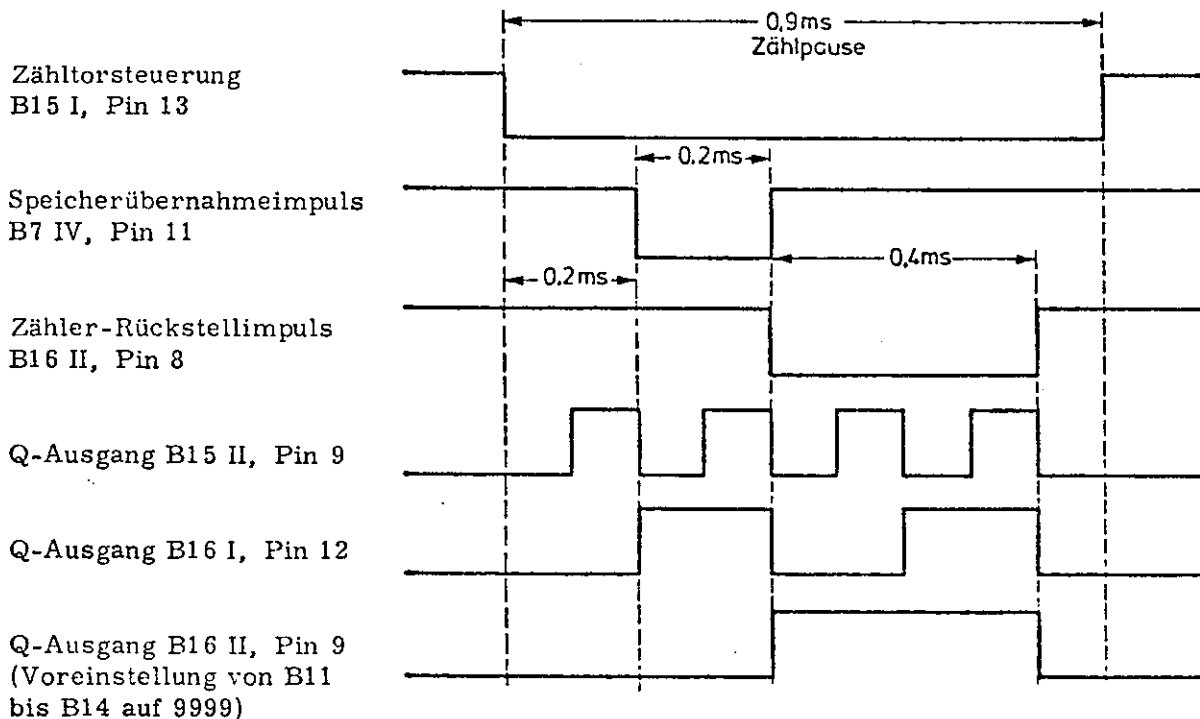 0,9ms
Zählpause
Zähltorsteuerung
B15 I, Pin 13
0.2ms
Speicherübernahmeimpuls
B7 IV, Pin 11
0,4ms
0.2ms
Zähler-Rückstellimpuls
B16 II, Pin 8
Q-Ausgang B15 II, Pin 9
Q-Ausgang B16 I, Pin 12
Q-Ausgang B16 II, Pin 9
(Voreinstellung von B11
bis B14 auf 9999)